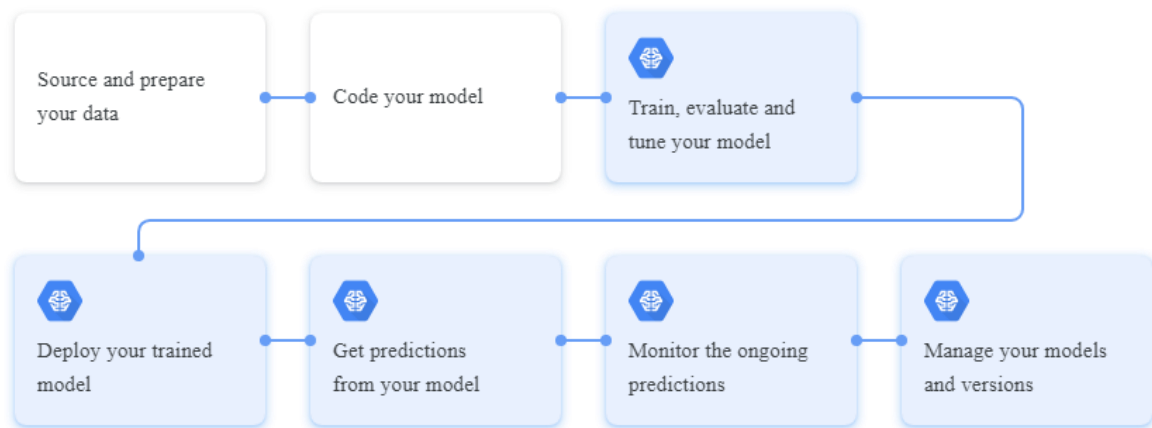 Source and prepare
your data
Code your model
Train, evaluate and
tune your model
Deploy your trained
model
Get predictions
from your model
Monitor the ongoing
predictions
Manage your models
and versions